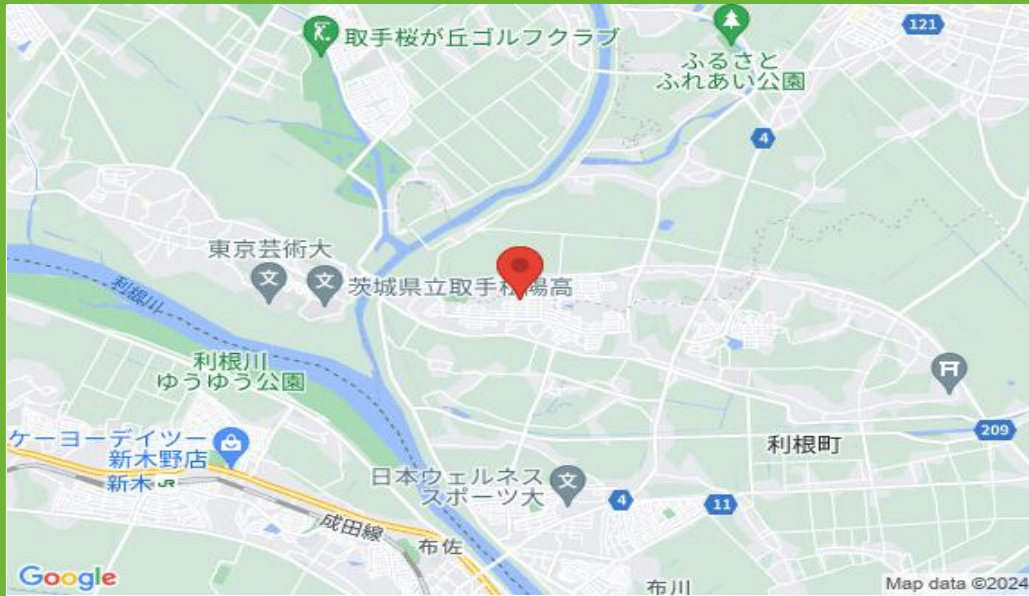 取手桜が丘ゴルフクラブ
121
ふるさと
ふれあい公園
4
東京芸術大
茨城県立取手松陽高
利根川
利根川
ゆうゆう公園
利根町
209
ケーヨーデイツー
新木野店
新木 JR
日本ウェルネス
スポーツ大
4
11
成田線
布佐
布川
Google
Map data ©2024